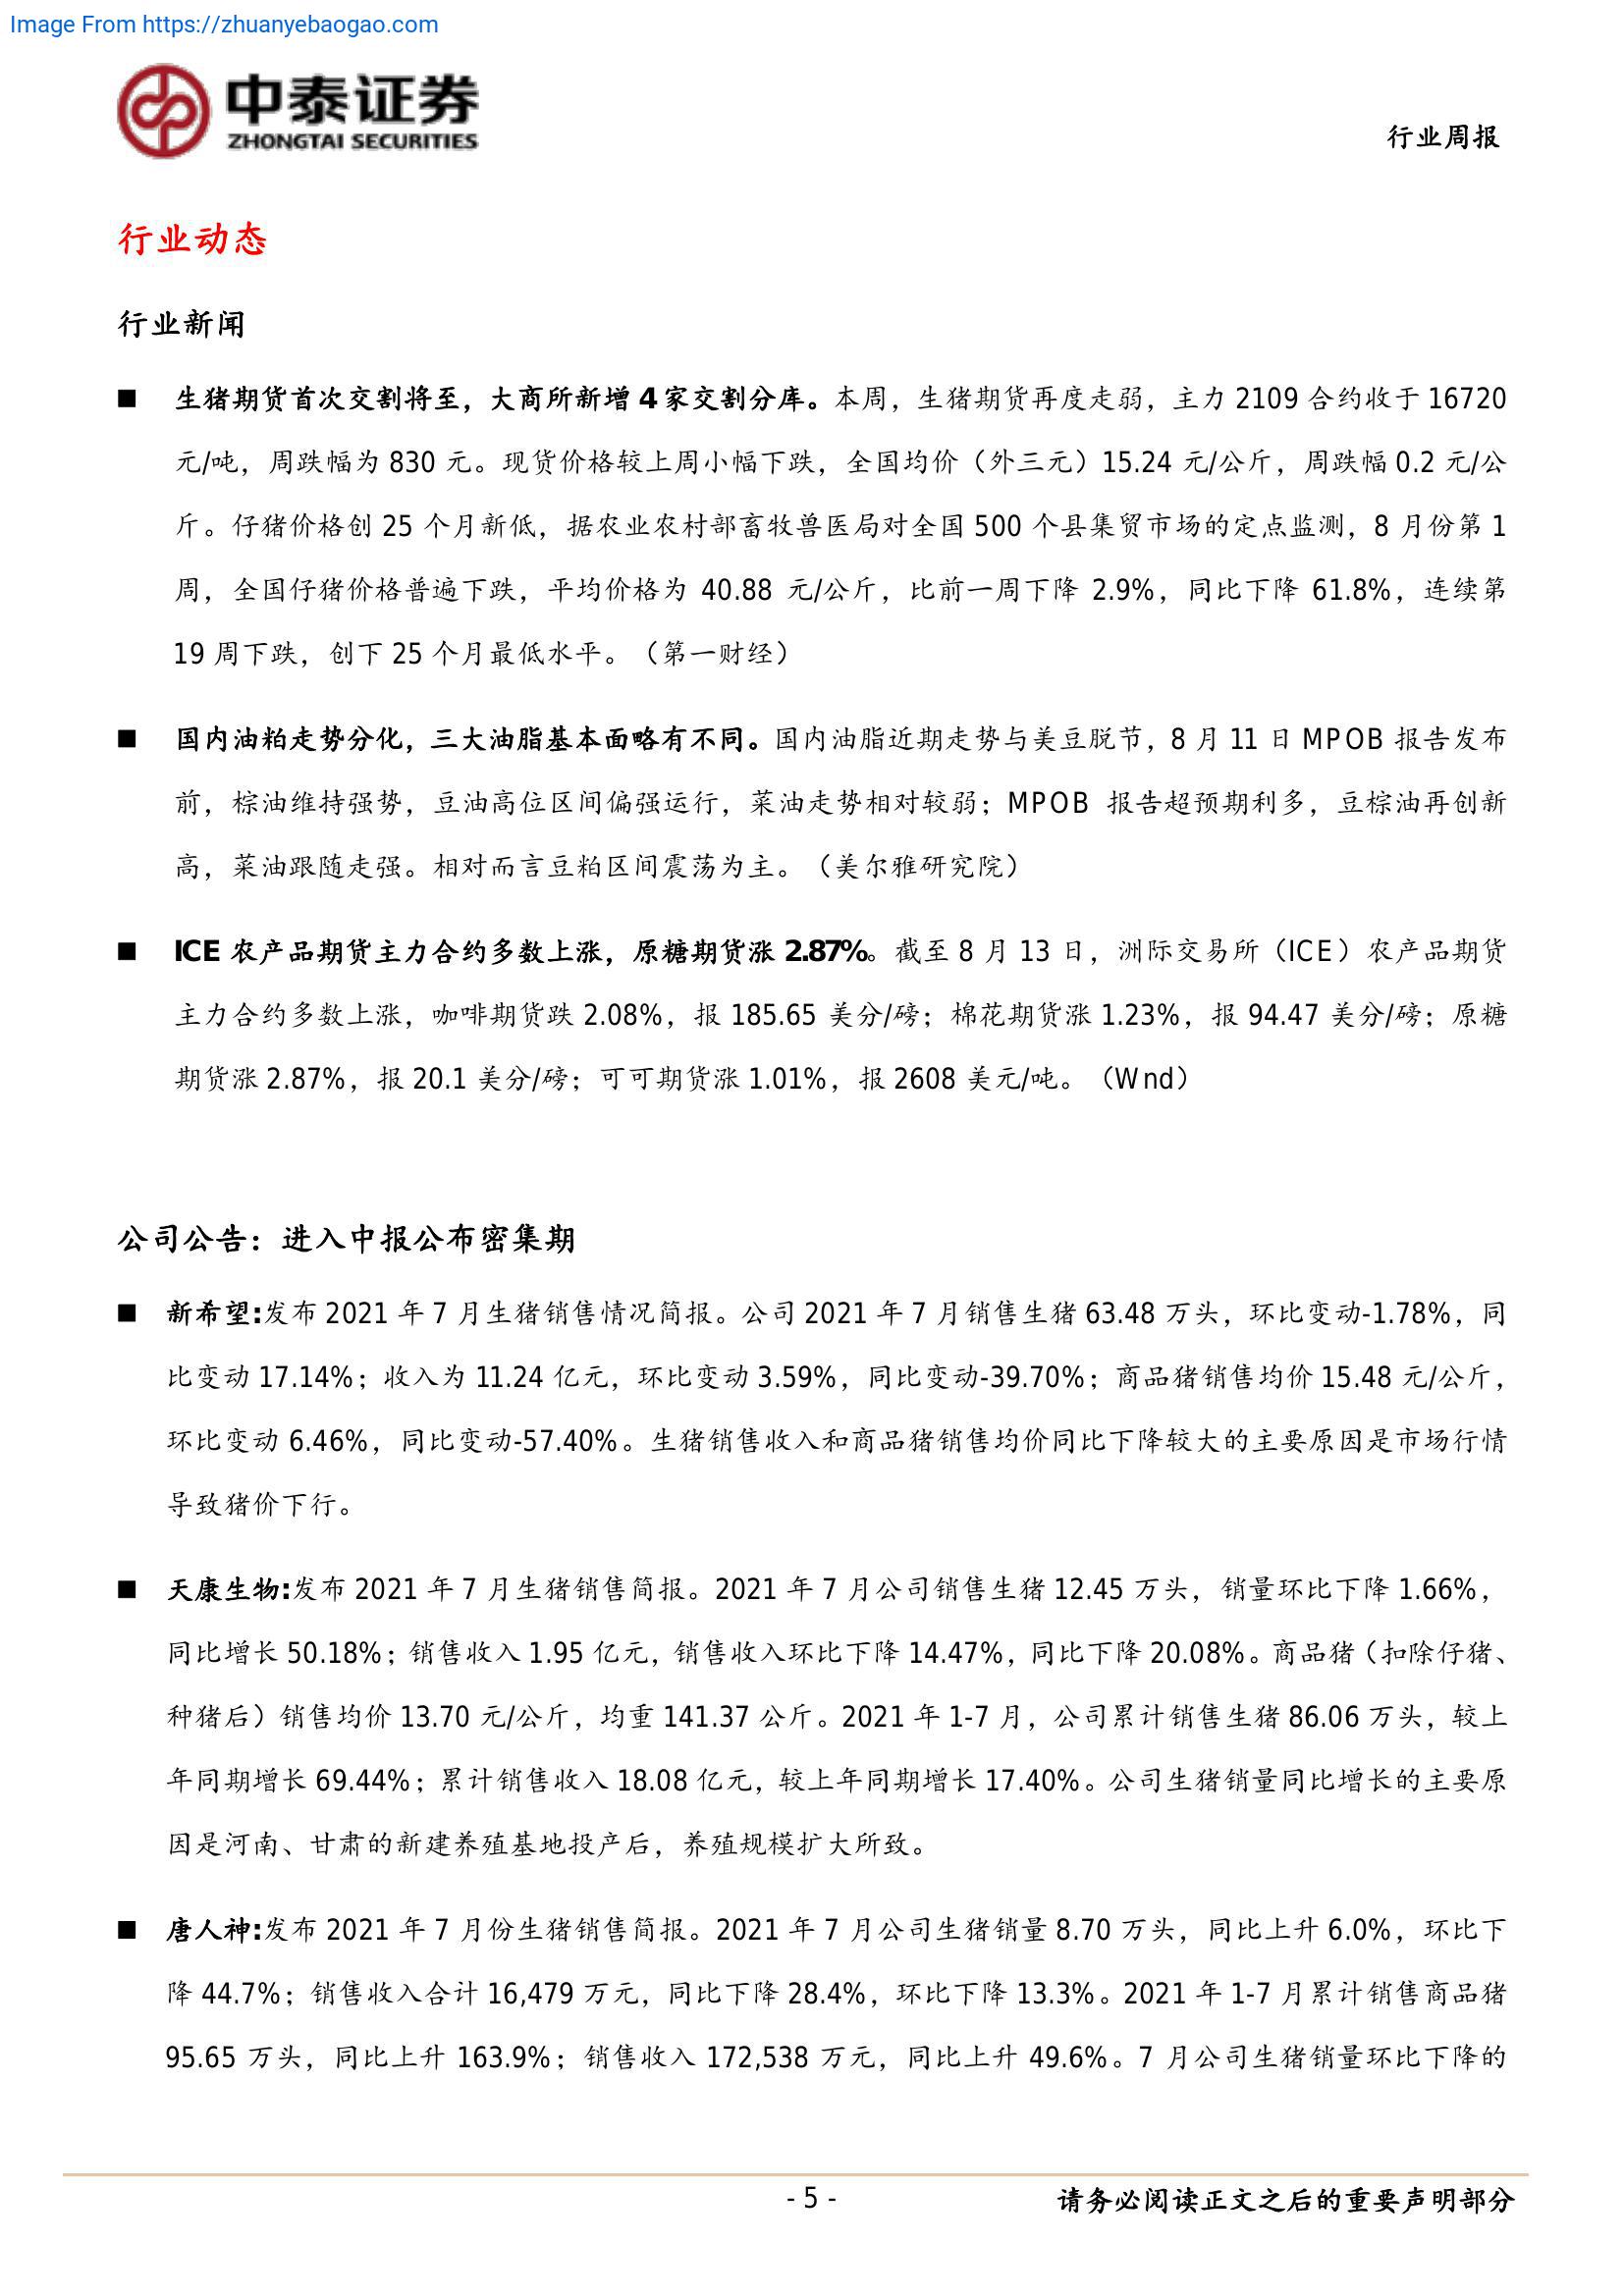 Image From https://zhuanyebaogao.com
中泰证券
ZHONGTAI SECURITIES
行业周报
行业动态
行业新闻
■ 生猪期货首次交割将至，大商所新增 4 家交割分库。本周，生猪期货再度走弱，主力 2109 合约收于 16720
元/吨，周跌幅为 830 元。现货价格较上周小幅下跌，全国均价（外三元）15.24 元/公斤，周跌幅 0.2 元/公
斤。仔猪价格创 25 个月新低，据农业农村部畜牧兽医局对全国 500 个县集贸市场的定点监测，8 月份第 1
周，全国仔猪价格普遍下跌，平均价格为 40.88 元/公斤，比前一周下降 2.9%，同比下降 61.8%，连续第
19 周下跌，创下 25 个月最低水平。（第一财经）
■ 国内油粕走势分化，三大油脂基本面略有不同。国内油脂近期走势与美豆脱节，8 月 11 日 MPOB 报告发布
前，棕油维持强势，豆油高位区间偏强运行，菜油走势相对较弱；MPOB 报告超预期利多，豆棕油再创新
高，菜油跟随走强。相对而言豆粕区间震荡为主。（美尔雅研究院）
■ ICE 农产品期货主力合约多数上涨，原糖期货涨 2.87%。截至 8 月 13 日，洲际交易所（ICE）农产品期货
主力合约多数上涨，咖啡期货跌 2.08%，报 185.65 美分/磅；棉花期货涨 1.23%，报 94.47 美分/磅；原糖
期货涨 2.87%，报 20.1 美分/磅；可可期货涨 1.01%，报 2608 美元/吨。（Wnd）
公司公告：进入中报公布密集期
■ 新希望:发布 2021 年 7 月生猪销售情况简报。公司 2021 年 7 月销售生猪 63.48 万头，环比变动-1.78%，同
比变动 17.14%；收入为 11.24 亿元，环比变动 3.59%，同比变动-39.70%；商品猪销售均价 15.48 元/公斤，
环比变动 6.46%，同比变动-57.40%。生猪销售收入和商品猪销售均价同比下降较大的主要原因是市场行情
导致猪价下行。
■ 天康生物:发布 2021 年 7 月生猪销售简报。2021 年 7 月公司销售生猪 12.45 万头，销量环比下降 1.66%，
同比增长 50.18%；销售收入 1.95 亿元，销售收入环比下降 14.47%，同比下降 20.08%。商品猪（扣除仔猪、
种猪后）销售均价 13.70 元/公斤，均重 141.37 公斤。2021 年 1-7 月，公司累计销售生猪 86.06 万头，较上
年同期增长 69.44%；累计销售收入 18.08 亿元，较上年同期增长 17.40%。公司生猪销量同比增长的主要原
因是河南、甘肃的新建养殖基地投产后，养殖规模扩大所致。
■ 唐人神:发布 2021 年 7 月份生猪销售简报。2021 年 7 月公司生猪销量 8.70 万头，同比上升 6.0%，环比下
降 44.7%；销售收入合计 16,479 万元，同比下降 28.4%，环比下降 13.3%。2021 年 1-7 月累计销售商品猪
95.65 万头，同比上升 163.9%；销售收入 172,538 万元，同比上升 49.6%。7 月公司生猪销量环比下降的
- 5 -
请务必阅读正文之后的重要声明部分